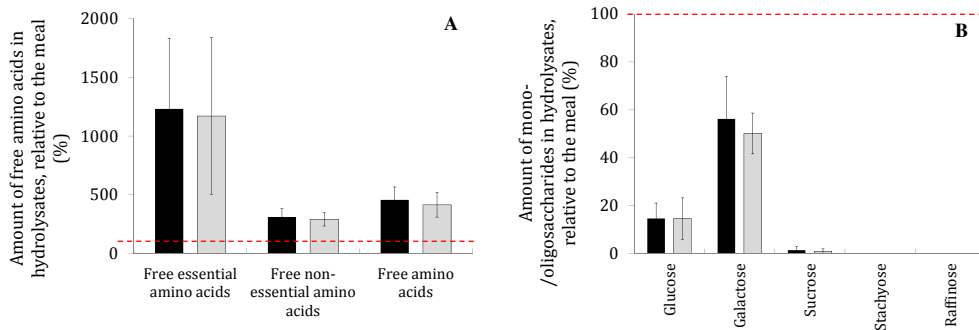 Amount of free amino acids in
hydrolysates, relative to the meal
(%)
2000
1500
1000
500
0
A
Free essential
amino acids
Free non-
essential amino
acids
Free amino
acids
Amount of mono-
/oligosaccharides in hydrolysates,
relative to the meal (%)
100
80
60
40
20
0
B
Glucose
Galactose
Sucrose
Stachyose
Raffinose